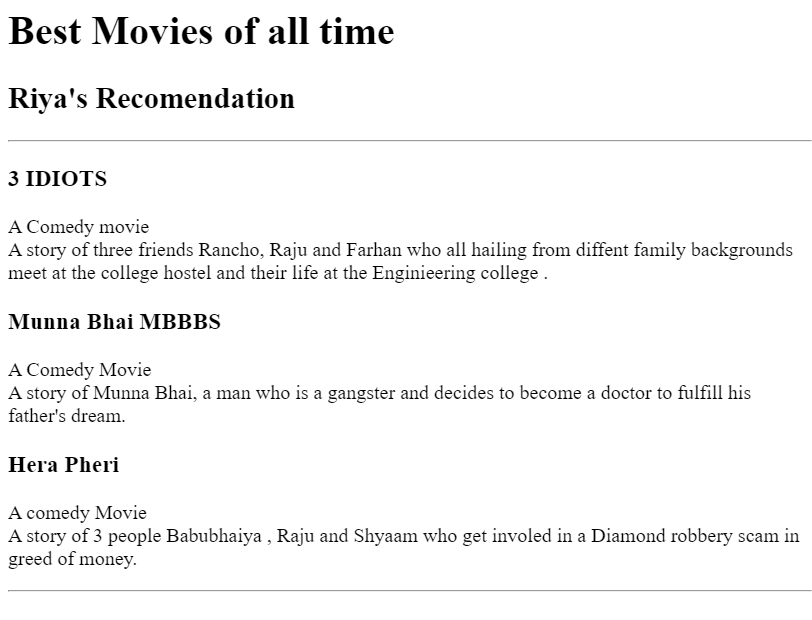 Best Movies of all time
Riya's Recomendation
3 IDIOTS
A Comedy movie
A story of three friends Rancho, Raju and Farhan who all hailing from diffent family backgrounds
meet at the college hostel and their life at the Enginieering college .
Munna Bhai MBBBS
A Comedy Movie
A story of Munna Bhai, a man who is a gangster and decides to become a doctor to fulfill his
father's dream.
Hera Pheri
A comedy Movie
A story of 3 people Babubhaiya , Raju and Shyaam who get involed in a Diamond robbery scam in
greed of money.